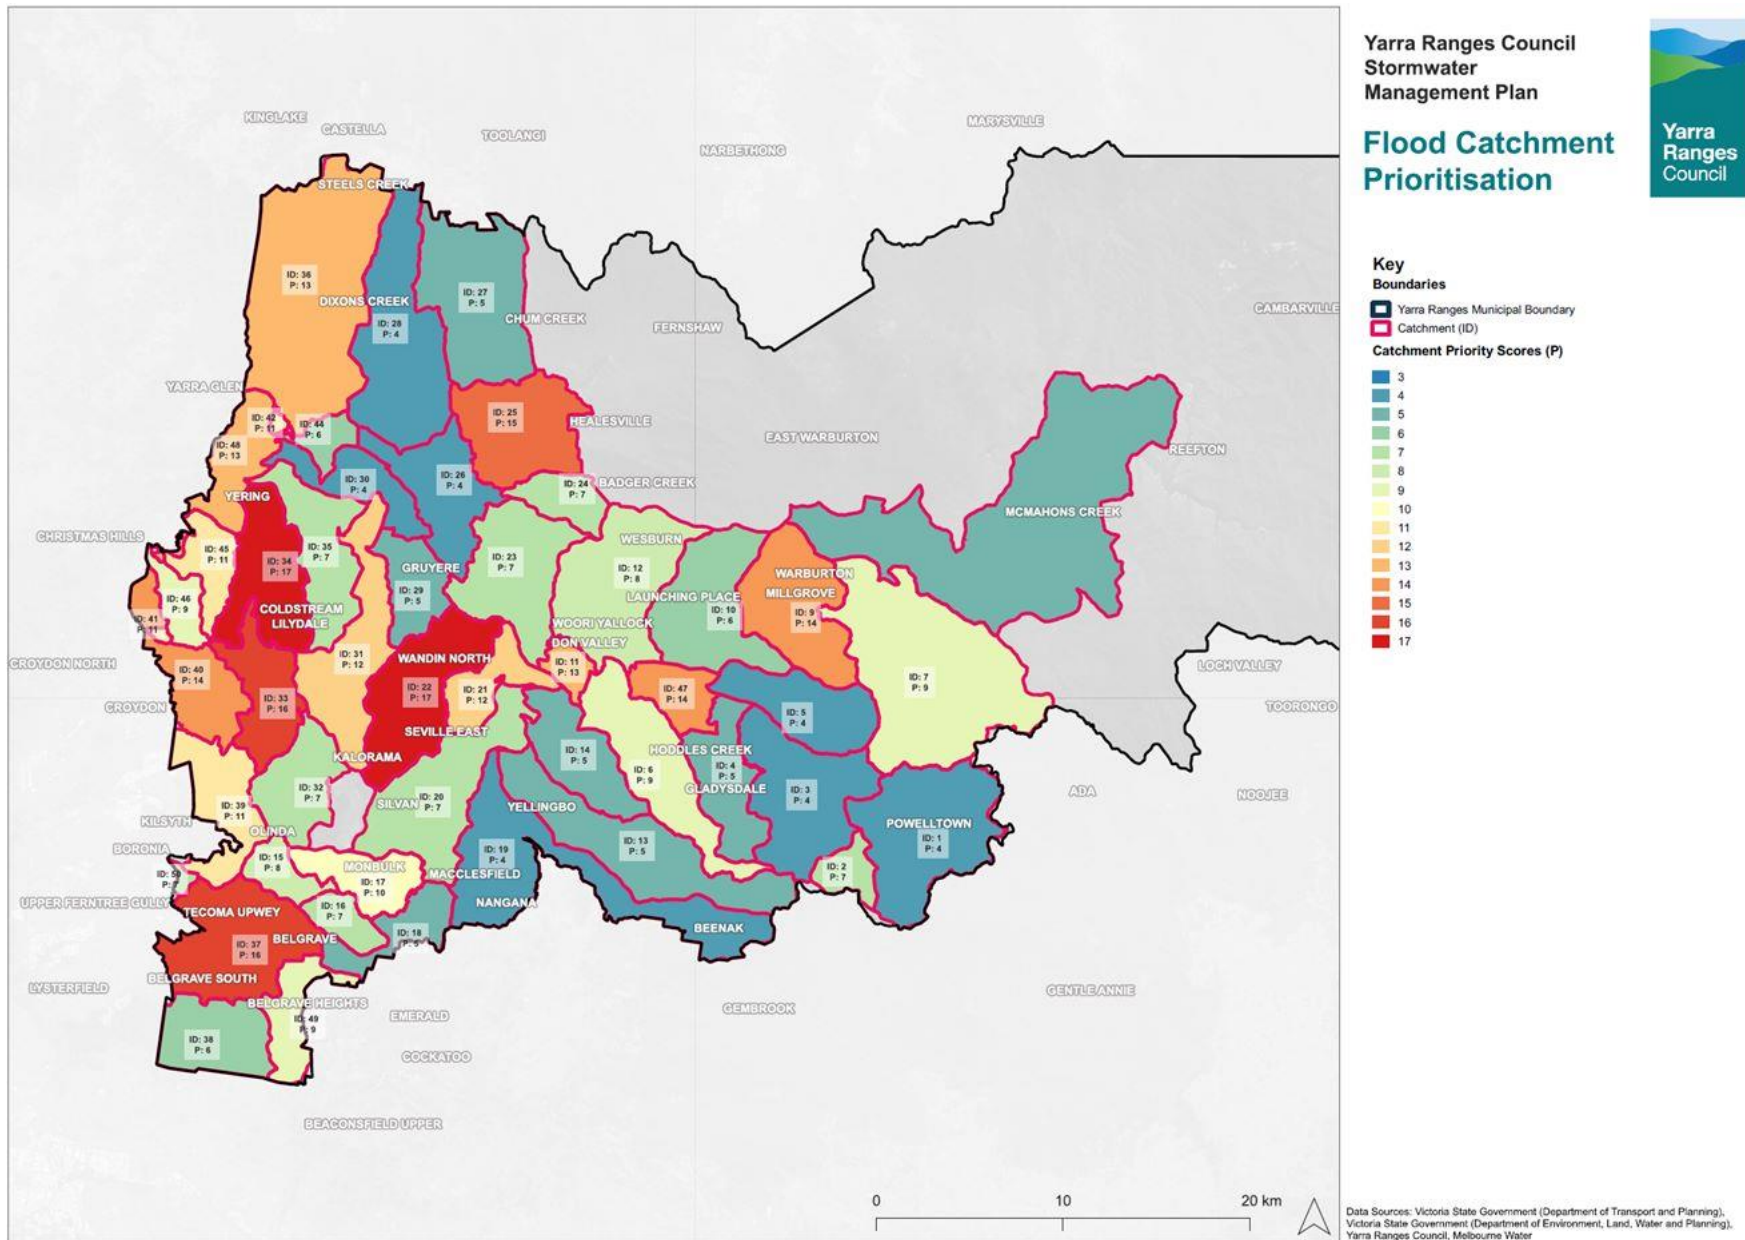 Yarra Ranges Council
Stormwater
Management Plan
Flood Catchment
Prioritisation
Yarra
Ranges
Council
Key
Boundaries
Yarra Ranges Municipal Boundary
Catchment (ID)
Catchment Priority Scores (P)
3
4
5
6
7
8
9
10
11
12
13
14
15
16
17
KINGLAKE
CASTELLA
TOOLANGI
NARBETHONG
MARYSVILLE
STEELS CREEK
ID: 36
P: 13
DIXONS CREEK
ID: 28
P: 4
ID: 27
P: 5
CHUM CREEK
FERNSHAW
CAMBARVILLE
YARRA GLEN
ID: 42
P: 11
ID: 44
P: 6
ID: 48
P: 13
ID: 25
P: 15
HEALESVILLE
EAST WARBURTON
REEFTON
ID: 30
P: 4
ID: 26
P: 4
ID: 24
P: 7
BADGER CREEK
YERING
MCMAHONS CREEK
CHRISTMAS HILLS
ID: 45
P: 11
ID: 34
P: 17
ID: 35
P: 7
WESBURN
ID: 23
P: 7
ID: 12
P: 8
GRUYERE
ID: 29
P: 5
WARBURTON
MILLGROVE
LAUNCHING PLACE
ID: 46
P: 9
COLDSTREAM
LILYDALE
ID: 10
P: 6
ID: 9
P: 14
ID: 41
P: 11
WOORI YALLOCK
DON VALLEY
CROYDON NORTH
ID: 40
P: 14
ID: 31
P: 12
WANDIN NORTH
ID: 11
P: 13
LOCH VALLEY
ID: 7
P: 9
ID: 22
P: 17
ID: 21
P: 12
ID: 47
P: 14
CROYDON
ID: 33
P: 16
TOORONGO
ID: 5
P: 4
SEVILLE EAST
KALORAMA
ID: 14
P: 5
HODDLES CREEK
ID: 6
P: 9
ID: 4
P: 5
GLADYSDALE
ID: 3
P: 4
ADA
NOOJEE
ID: 32
P: 7
SILVAN
ID: 20
P: 7
YELLINGBO
ID: 39
P: 11
KILSYTH
OLINDA
POWELLTOWN
ID: 1
P: 4
BORONIA
ID: 13
P: 5
ID: 19
P: 4
ID: 15
P: 8
MONBULK
ID: 17
P: 10
MACCLESFIELD
ID: 2
P: 7
ID: 50
P: 7
UPPER FERNTREE GULLY
NANGANA
TECOMA UPWEY
ID: 16
P: 7
BEENAK
BELGRAVE
ID: 18
P: 5
ID: 37
P: 16
BELGRAVE SOUTH
LYSTERFIELD
GENTLE ANNIE
BELGRAVE HEIGHTS
GEMBROOK
EMERALD
ID: 49
P: 9
ID: 38
P: 6
COCKATOO
BEACONSFIELD UPPER
0
10
20 km
Data Sources: Victoria State Government (Department of Transport and Planning),
Victoria State Government (Department of Environment, Land, Water and Planning),
Yarra Ranges Council, Melbourne Water